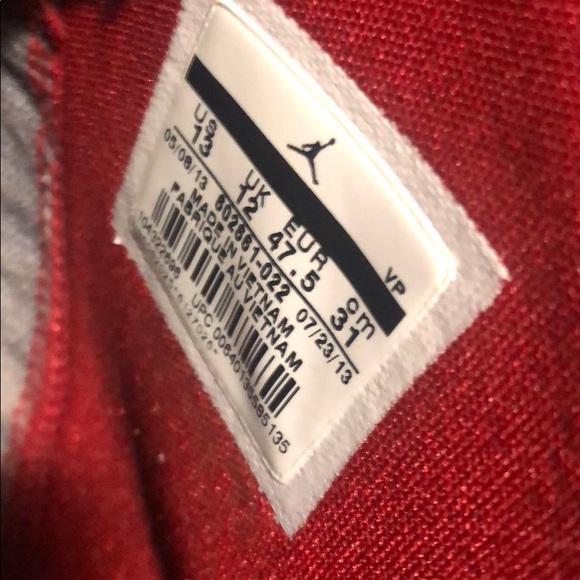 VP
US UK EUR cm
13 12 47.5 31
05/08/13 602661-022 07/23/13
MADE IN VIETNAM
FABRIQUE AU VIETNAM
UPC 00640135585135